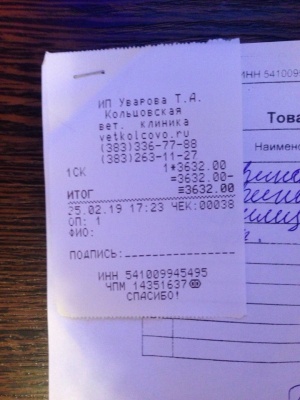 ИП Уварова Т.А.
Кольцовская
вет. клиника
vetkolcovo.ru
(383)336-77-88
(383)263-11-27
1СК 1*3632.00
=3632.00-
ИТОГ ≡3632.00
25.02.19 17:23 ЧЕК:00038
ОП: 1
ФИО:
ПОДПИСЬ:
ИНН 541009945495
ЧПМ 14351637
СПАСИБО!
ИНН 541009
Това
Наимено